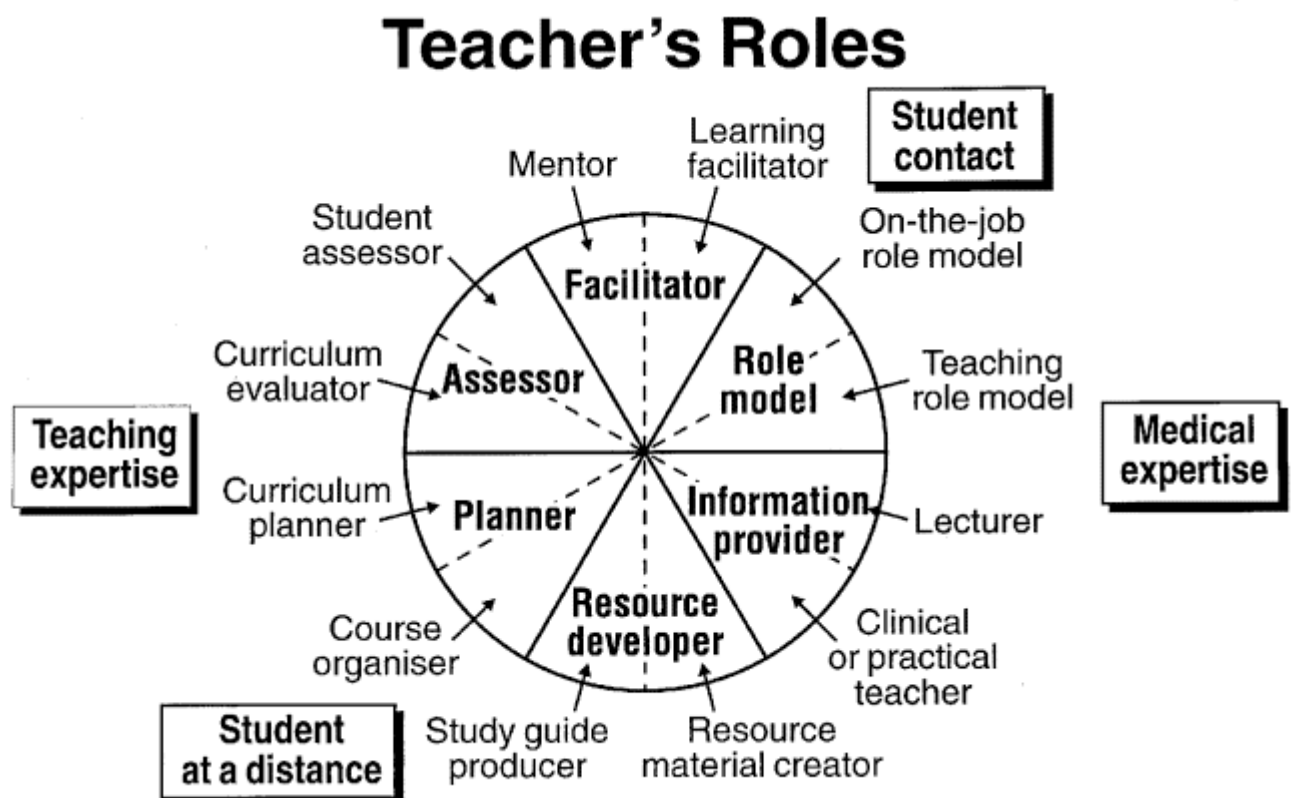 Teacher's Roles
Student
contact
Learning
facilitator
Mentor
On-the-job
role model
Student
assessor
Facilitator
Curriculum
evaluator
Assessor
Role
model
Teaching
role model
Teaching
expertise
Medical
expertise
Curriculum
planner
Planner
Information
provider
Lecturer
Resource
developer
Course
organiser
Clinical
or practical
teacher
Student
at a distance
Study guide
producer
Resource
material creator